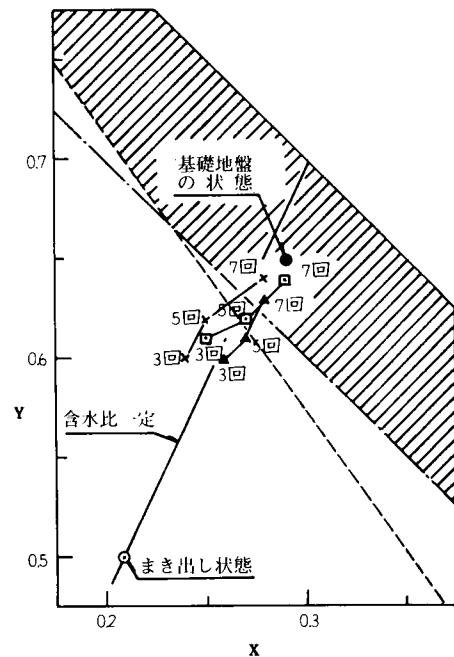 0.7
基礎地盤
の状態
7回
7回
5回
5回
7回
0.6
3回
3回
5回
3回
Y
含水比一定
0.5
まき出し状態
0.2
0.3
X